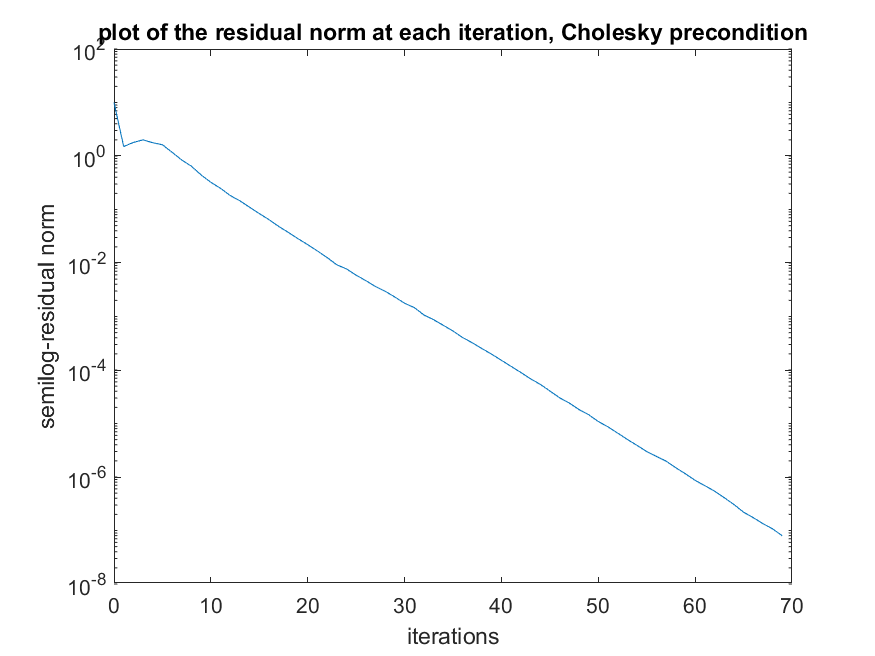 plot of the residual norm at each iteration, Cholesky precondition
10^2
10^0
10^-2
10^-4
10^-6
10^-8
semilog-residual norm
0 10 20 30 40 50 60 70
iterations